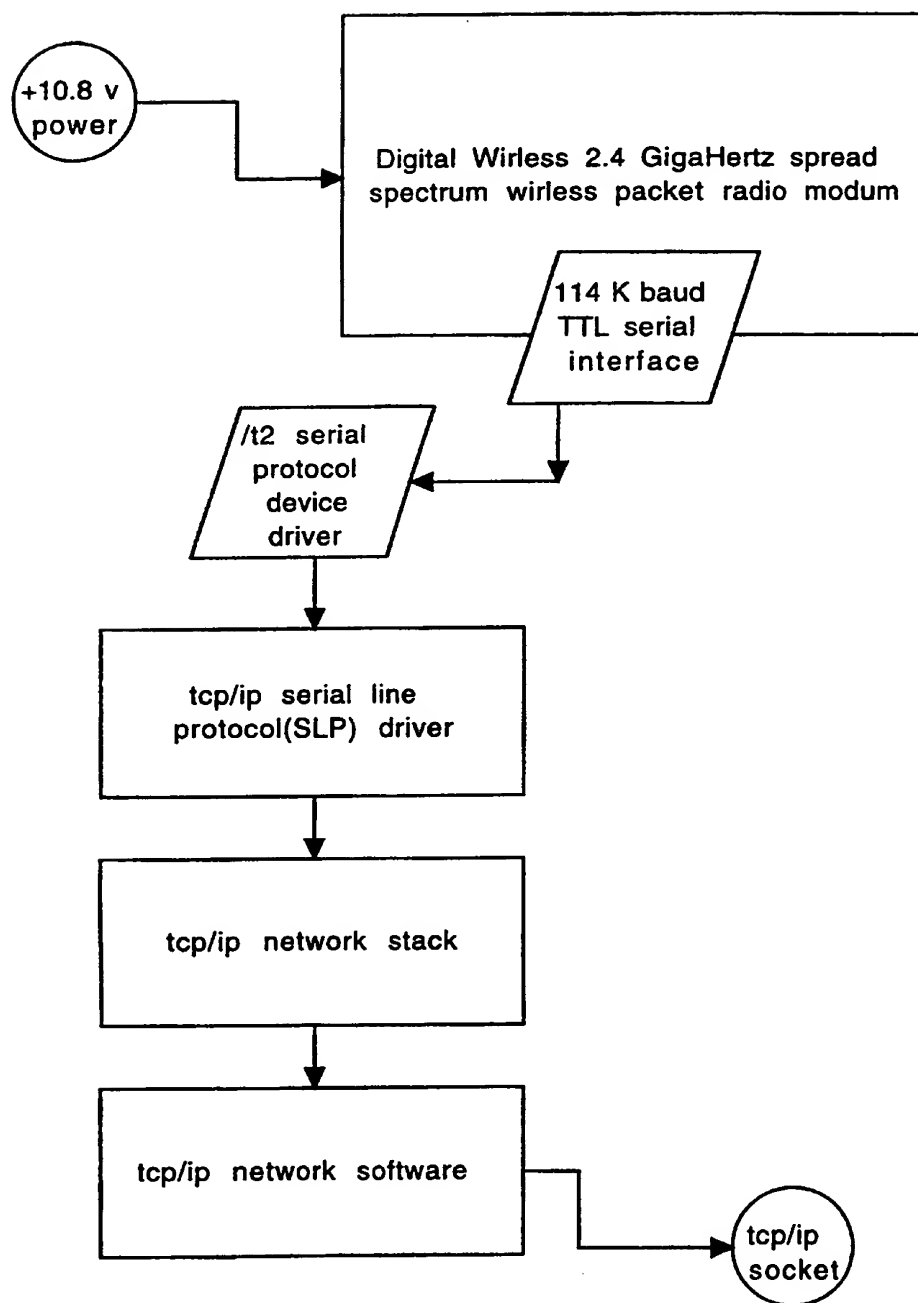 +10.8 v
power
Digital Wirless 2.4 GigaHertz spread
spectrum wirless packet radio modum
114 K baud
TTL serial
interface
/t2 serial
protocol
device
driver
tcp/ip serial line
protocol(SLP) driver
tcp/ip network stack
tcp/ip network software
tcp/ip
socket